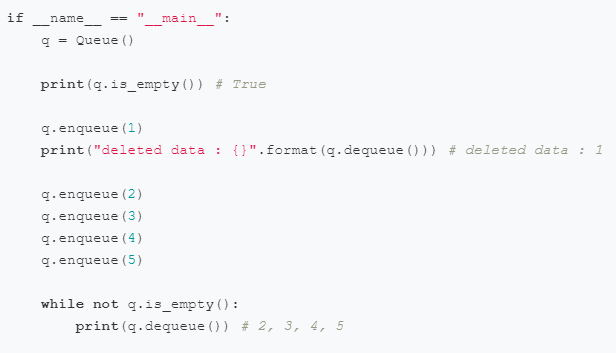 if __name__ == "__main__":
    q = Queue()
    print(q.is_empty()) # True
    q.enqueue(1)
    print("deleted data : {}".format(q.dequeue())) # deleted data : 1
    q.enqueue(2)
    q.enqueue(3)
    q.enqueue(4)
    q.enqueue(5)
    while not q.is_empty():
        print(q.dequeue()) # 2, 3, 4, 5